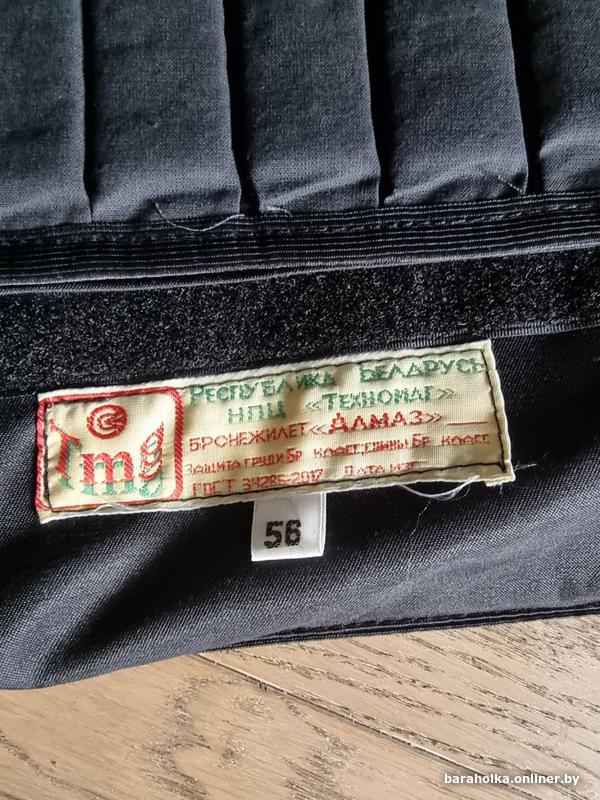 РЕСПУБЛИКА БЕЛАРУСЬ
НПЦ «ТЕХНОМАГ»
БРОНЕЖИЛЕТ «АЛМАЗ»
ЗАЩИТА ГРУДИ БР КЛАСС, СПИНЫ БР КЛАСС
ГОСТ 34286-2017 ДАТА ИЗГ.
Тm
56
baraholka.onliner.by